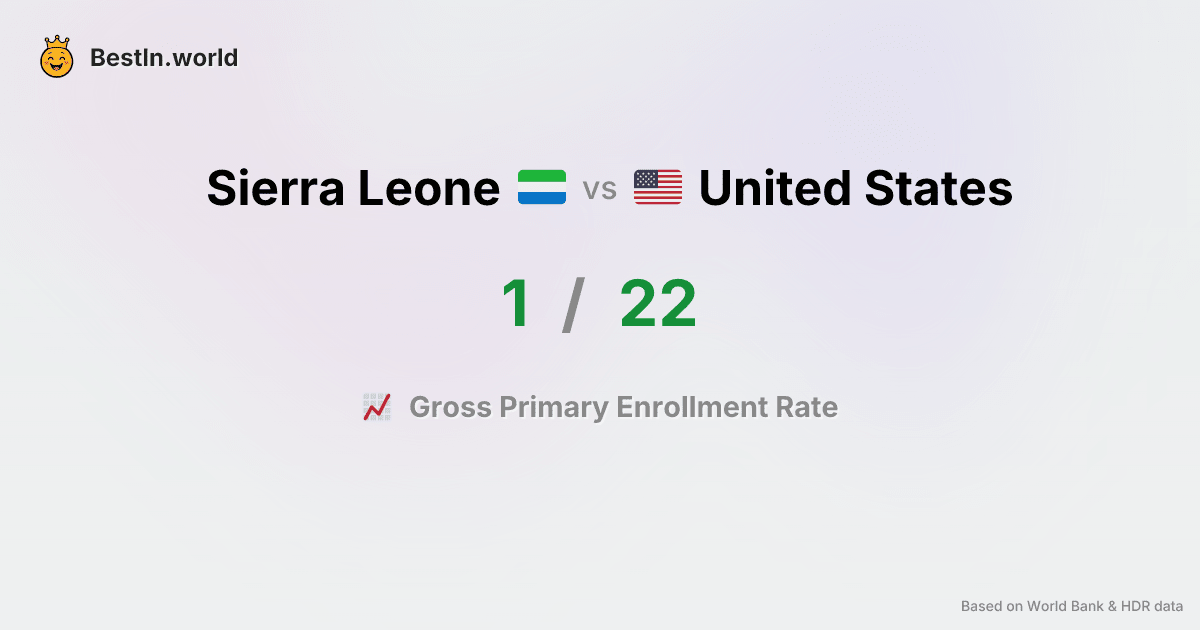 BestIn.world
Sierra Leone vs United States
1 / 22
Gross Primary Enrollment Rate
Based on World Bank & HDR data